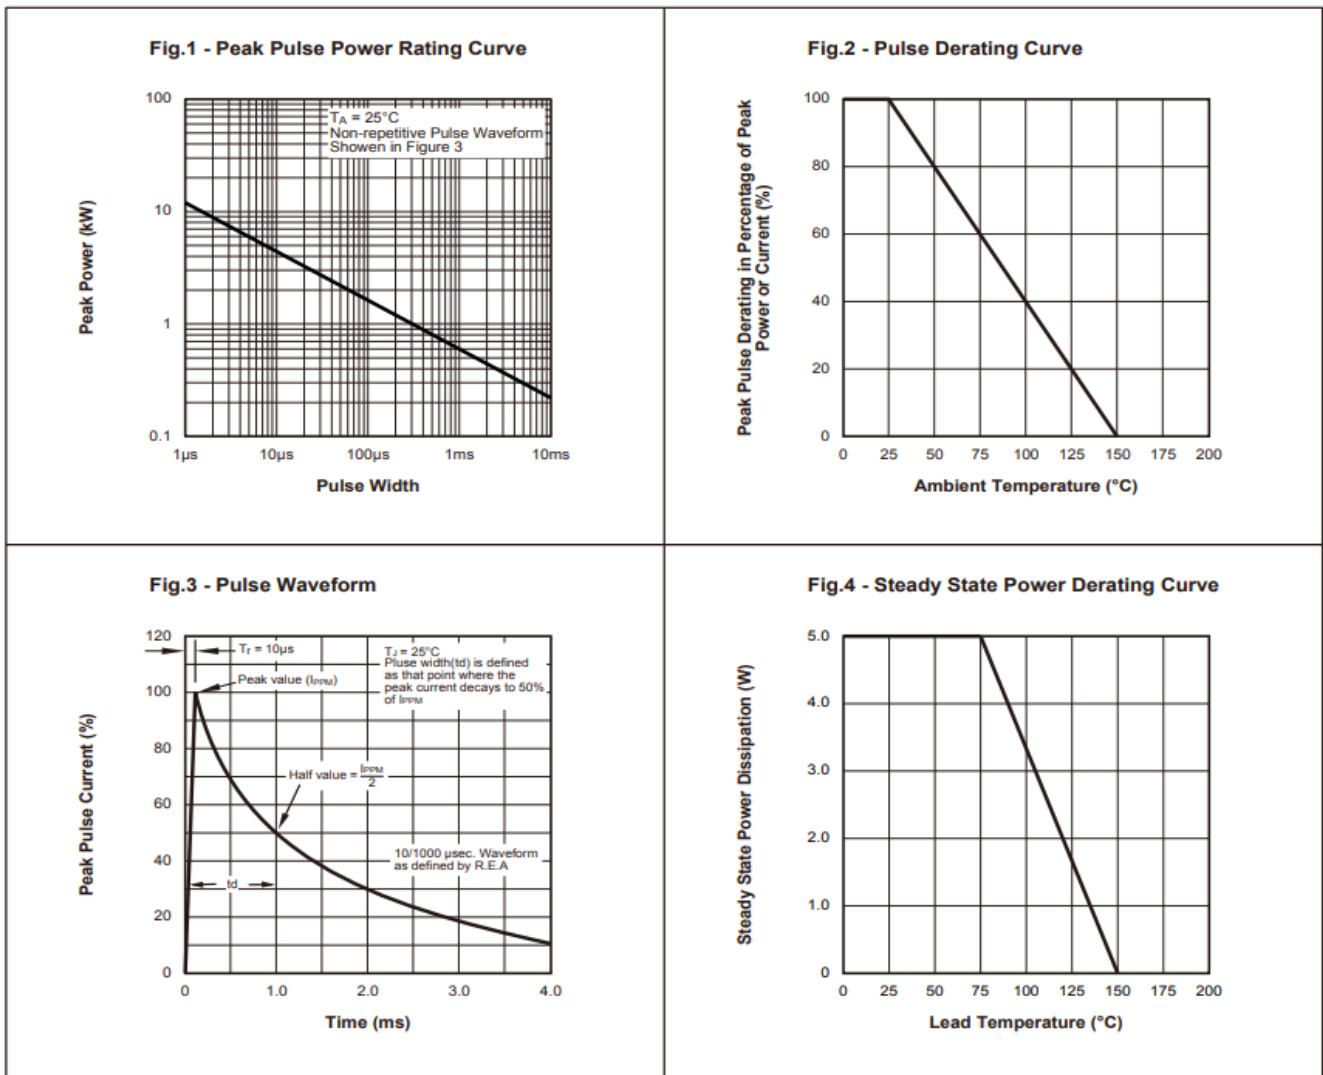 Fig.1 - Peak Pulse Power Rating Curve
Peak Power (kW)
100
10
1
0.1
TA = 25°C
Non-repetitive Pulse Waveform
Showen in Figure 3
1µs 10µs 100µs 1ms 10ms
Pulse Width
Fig.2 - Pulse Derating Curve
Peak Pulse Derating in Percentage of Peak
Power or Current (%)
100
80
60
40
20
0
0 25 50 75 100 125 150 175 200
Ambient Temperature (°C)
Fig.3 - Pulse Waveform
Peak Pulse Current (%)
120
100
80
60
40
20
0
Tr = 10µs
Peak value (IPPM)
TJ = 25°C
Pluse width(td) is defined
as that point where the
peak current decays to 50%
of IPPM
Half value = IPPM
2
10/1000 µsec. Waveform
as defined by R.E.A
td
0 1.0 2.0 3.0 4.0
Time (ms)
Fig.4 - Steady State Power Derating Curve
Steady State Power Dissipation (W)
5.0
4.0
3.0
2.0
1.0
0
0 25 50 75 100 125 150 175 200
Lead Temperature (°C)